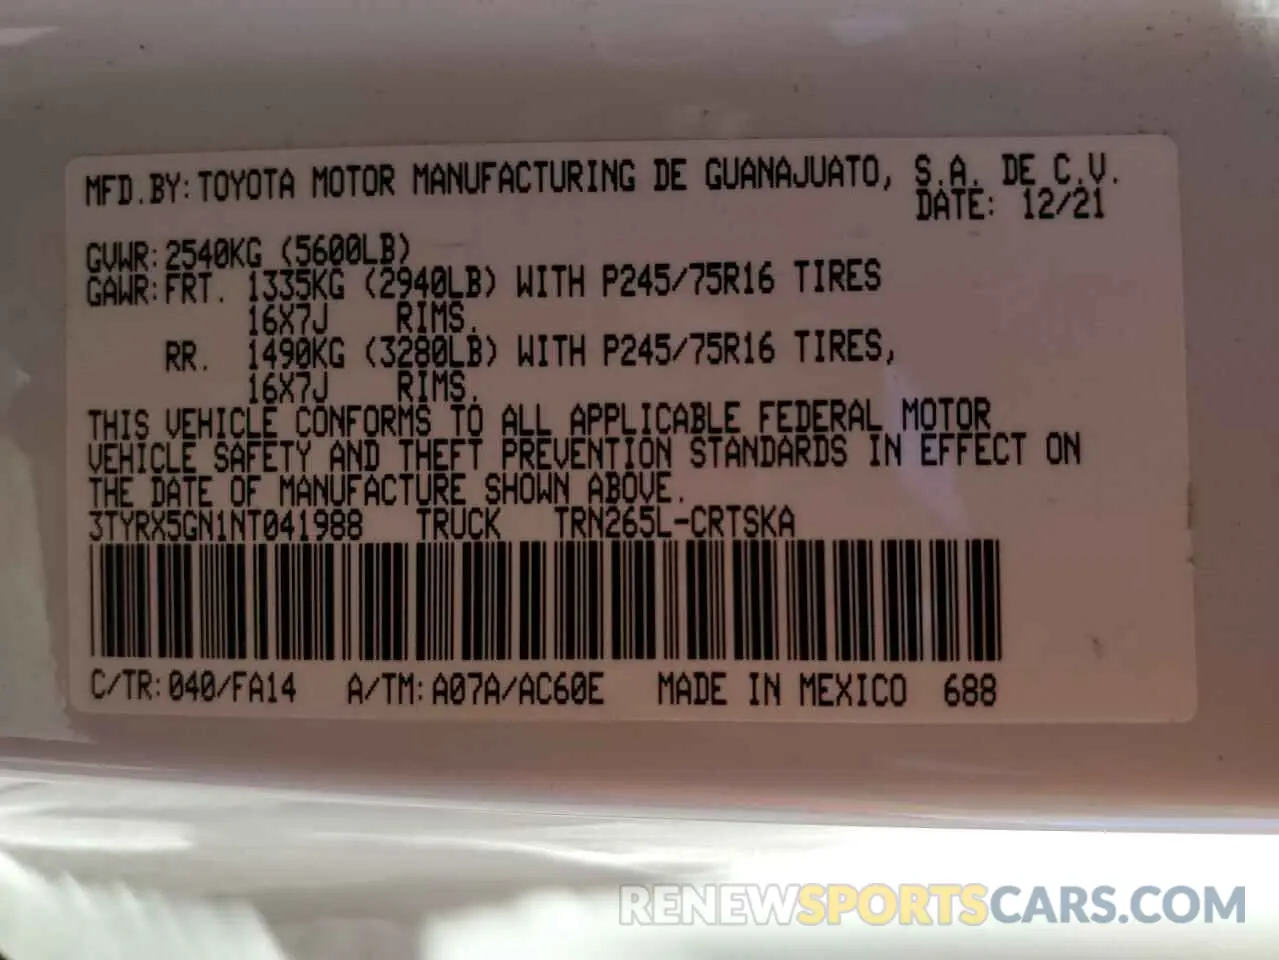 MFD.BY:TOYOTA MOTOR MANUFACTURING DE GUANAJUATO, S.A. DE C.V.
DATE: 12/21
GVWR:2540KG (5600LB)
GAWR:FRT. 1335KG (2940LB) WITH P245/75R16 TIRES
16X7J RIMS.
RR. 1490KG (3280LB) WITH P245/75R16 TIRES,
16X7J RIMS.
THIS VEHICLE CONFORMS TO ALL APPLICABLE FEDERAL MOTOR
VEHICLE SAFETY AND THEFT PREVENTION STANDARDS IN EFFECT ON
THE DATE OF MANUFACTURE SHOWN ABOVE.
3TYRX5GN1NT041988 TRUCK TRN265L-CRTSKA
C/TR:040/FA14 A/TM:A07A/AC60E MADE IN MEXICO 688
RENEWSPORTSCARS.COM